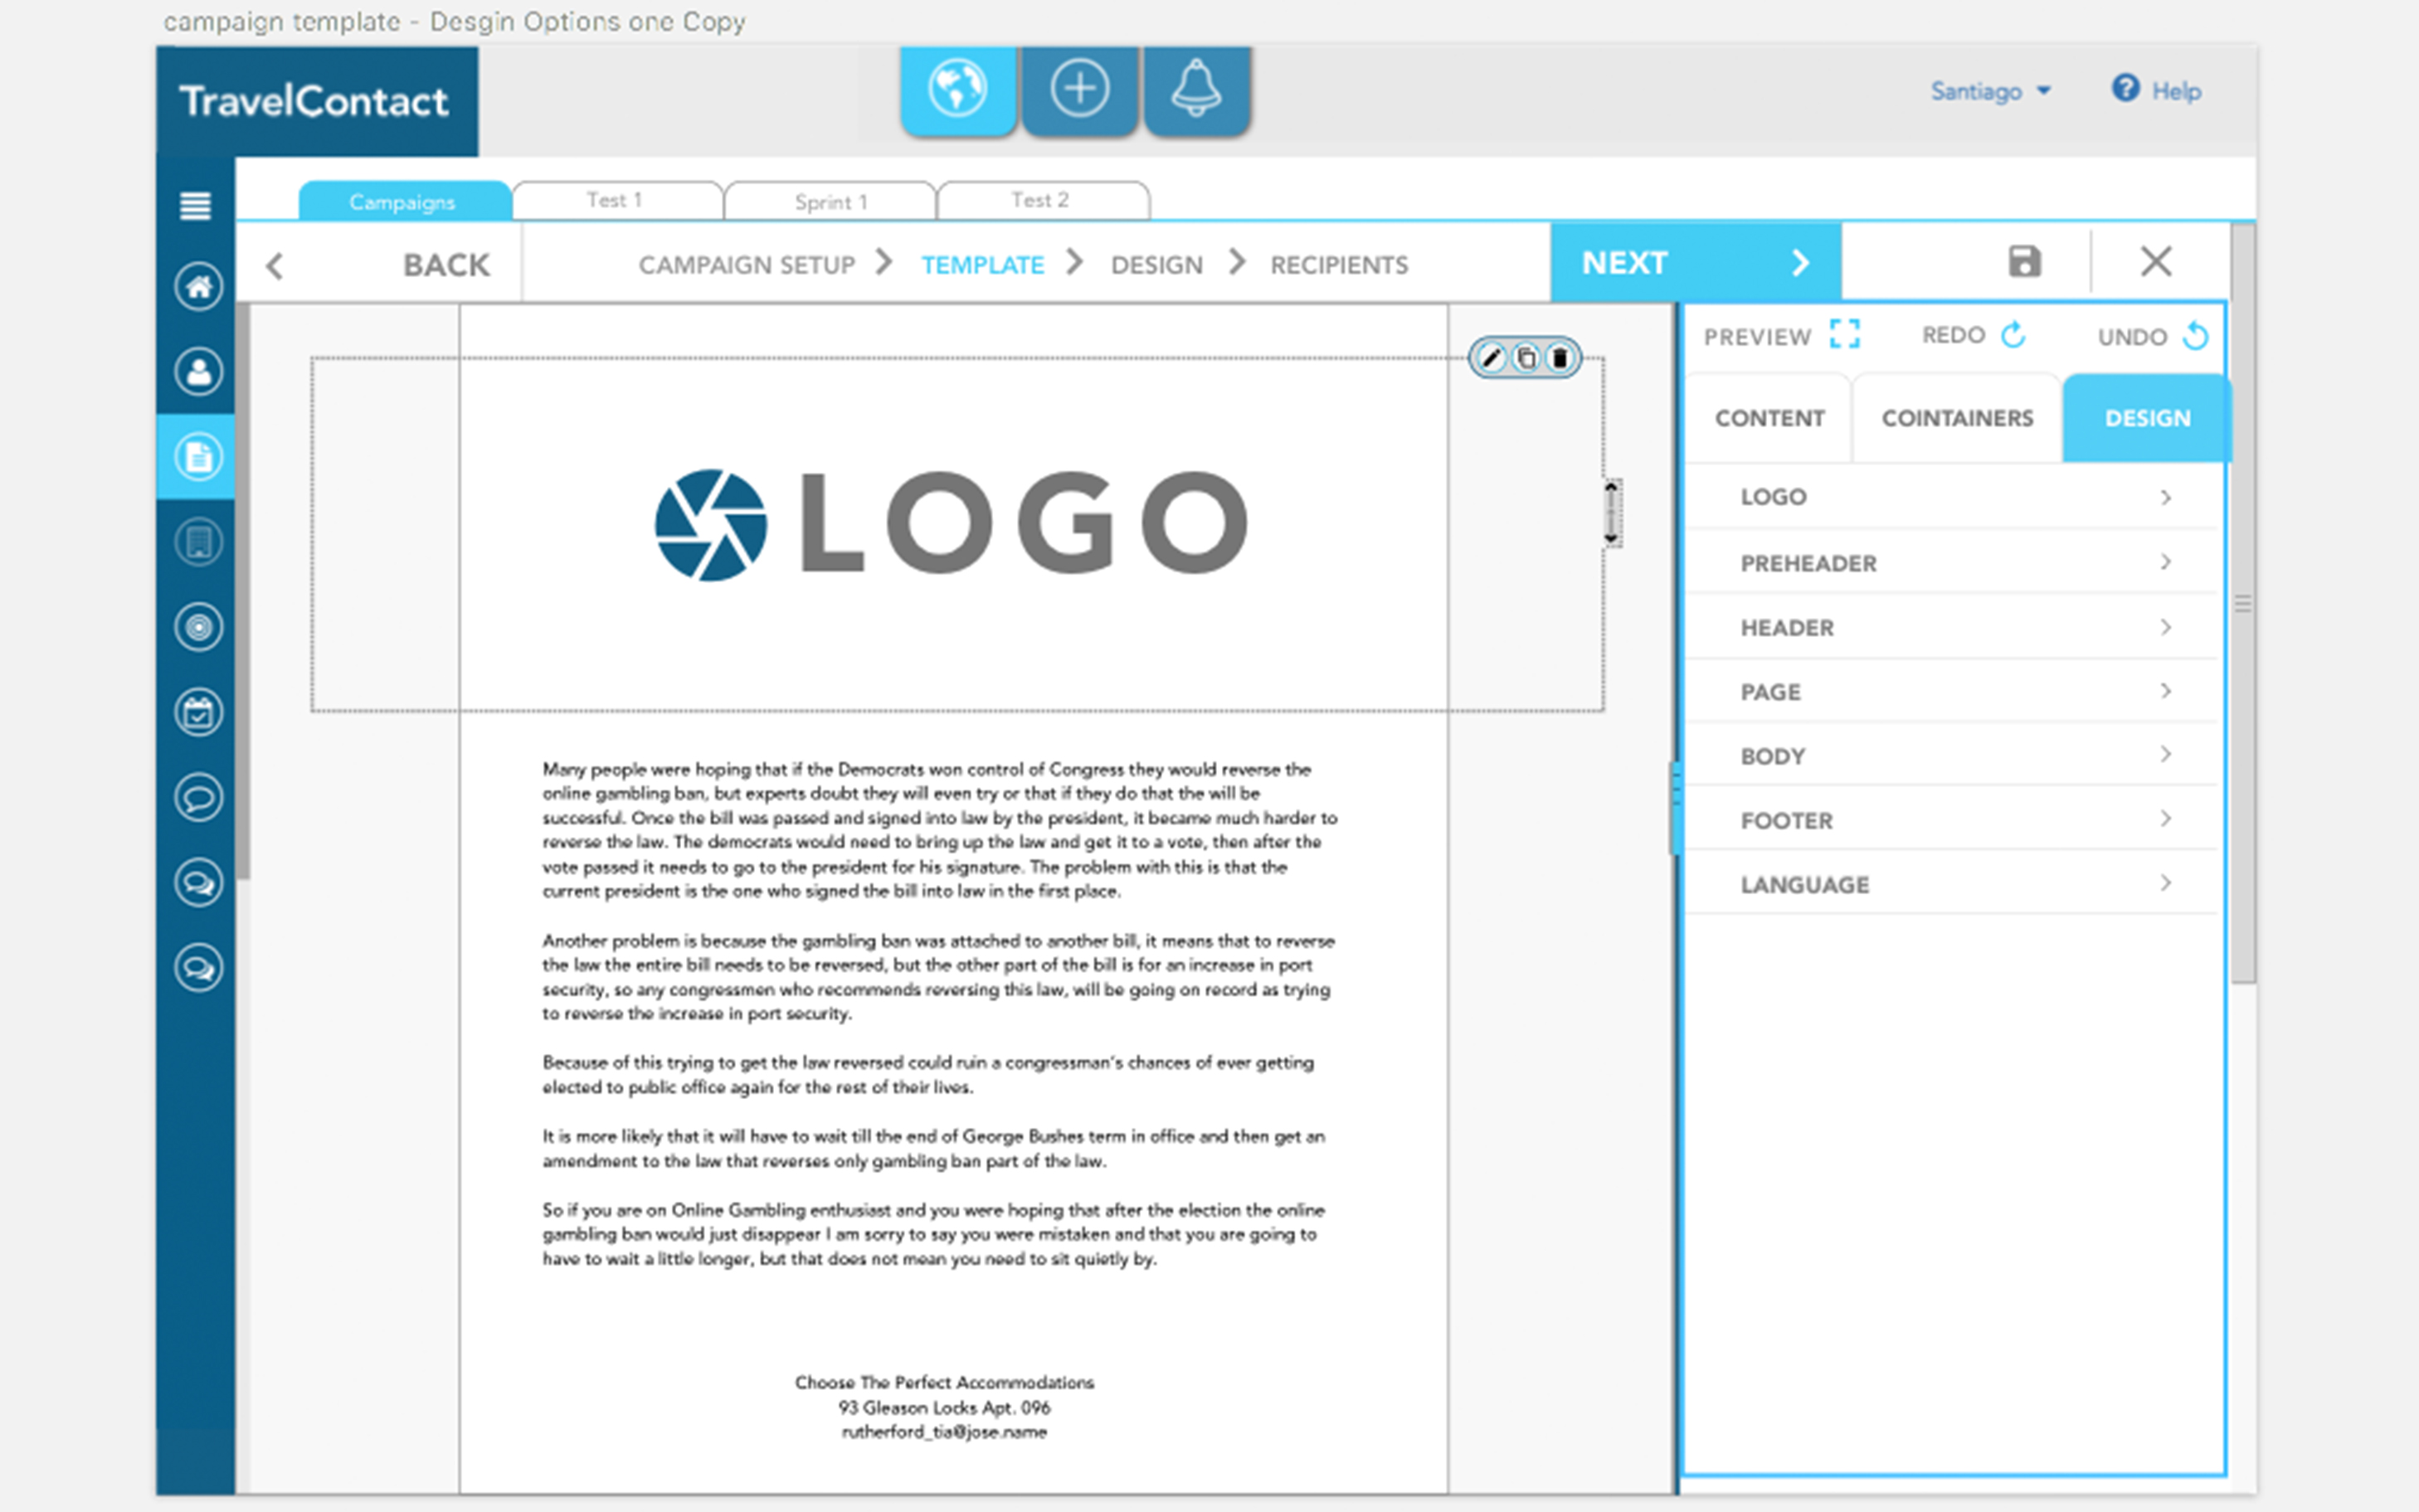 campaign template - Desgin Options one Copy
TravelContact
Santiago
? Help
Campaigns
Test 1
Sprint 1
Test 2
BACK
CAMPAIGN SETUP
TEMPLATE
DESIGN
RECIPIENTS
NEXT
PREVIEW
REDO
UNDO
CONTENT
COINTAINERS
DESIGN
LOGO
PREHEADER
HEADER
PAGE
BODY
FOOTER
LANGUAGE
LOGO
Many people were hoping that if the Democrats won control of Congress they would reverse the
online gambling ban, but experts doubt they will even try or that if they do that the will be
successful. Once the bill was passed and signed into law by the president, it became much harder to
reverse the law. The democrats would need to bring up the law and get it to a vote, then after the
vote passed it needs to go to the president for his signature. The problem with this is that the
current president is the one who signed the bill into law in the first place.
Another problem is because the gambling ban was attached to another bill, it means that to reverse
the law the entire bill needs to be reversed, but the other part of the bill is for an increase in port
security, so any congressmen who recommends reversing this law, will be going on record as trying
to reverse the increase in port security.
Because of this trying to get the law reversed could ruin a congressman's chances of ever getting
elected to public office again for the rest of their lives.
It is more likely that it will have to wait till the end of George Bushes term in office and then get an
amendment to the law that reverses only gambling ban part of the law.
So if you are on Online Gambling enthusiast and you were hoping that after the election the online
gambling ban would just disappear I am sorry to say you were mistaken and that you are going to
have to wait a little longer, but that does not mean you need to sit quietly by.
Choose The Perfect Accommodations
93 Gleason Locks Apt. 096
rutherford_tia@jose.name